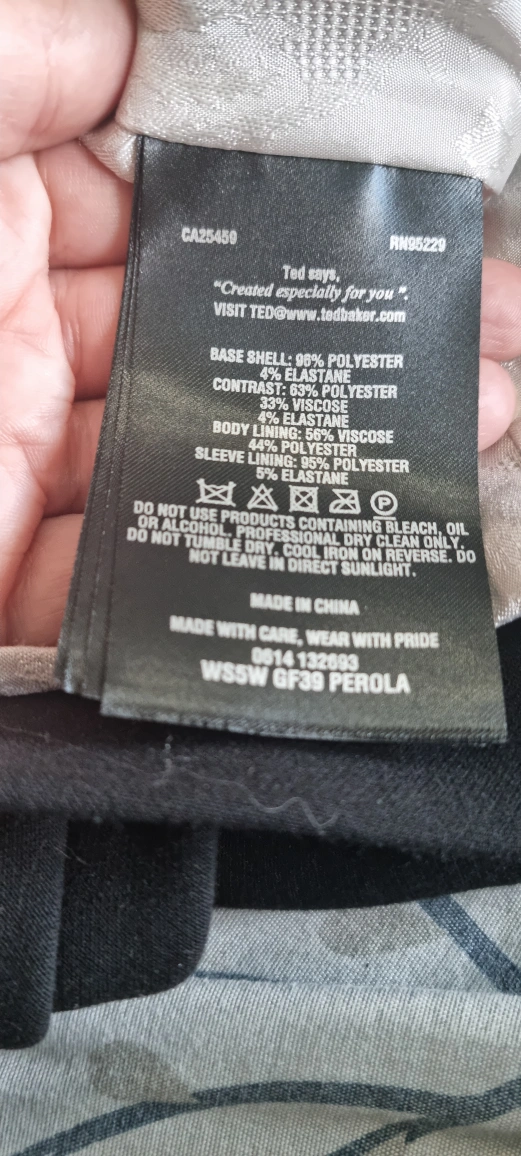 CA25459 RN95229
Ted says,
"Created especially for you".
VISIT TED@www.tedbaker.com
BASE SHELL: 96% POLYESTER
4% ELASTANE
CONTRAST: 63% POLYESTER
33% VISCOSE
4% ELASTANE
BODY LINING: 56% VISCOSE
44% POLYESTER
SLEEVE LINING: 95% POLYESTER
5% ELASTANE
P
DO NOT USE PRODUCTS CONTAINING BLEACH, OIL
OR ALCOHOL. PROFESSIONAL DRY CLEAN ONLY.
DO NOT TUMBLE DRY. COOL IRON ON REVERSE. DO
NOT LEAVE IN DIRECT SUNLIGHT.
MADE IN CHINA
MADE WITH CARE, WEAR WITH PRIDE
0614 132693
WS5W GF39 PEROLA